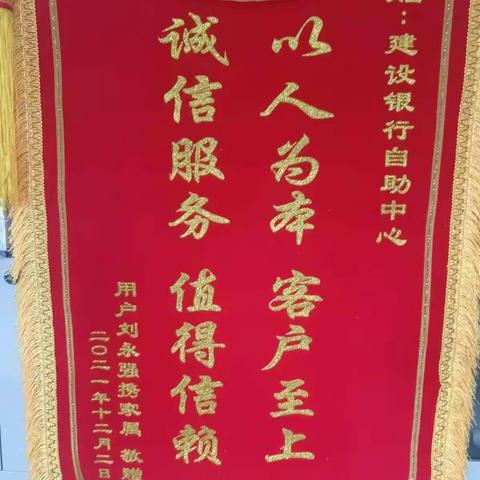 ：建设银行自助中心
以人为本 客户至上
诚信服务 值得信赖
用户刘永强携家属 敬赠
二〇二一年十二月二日